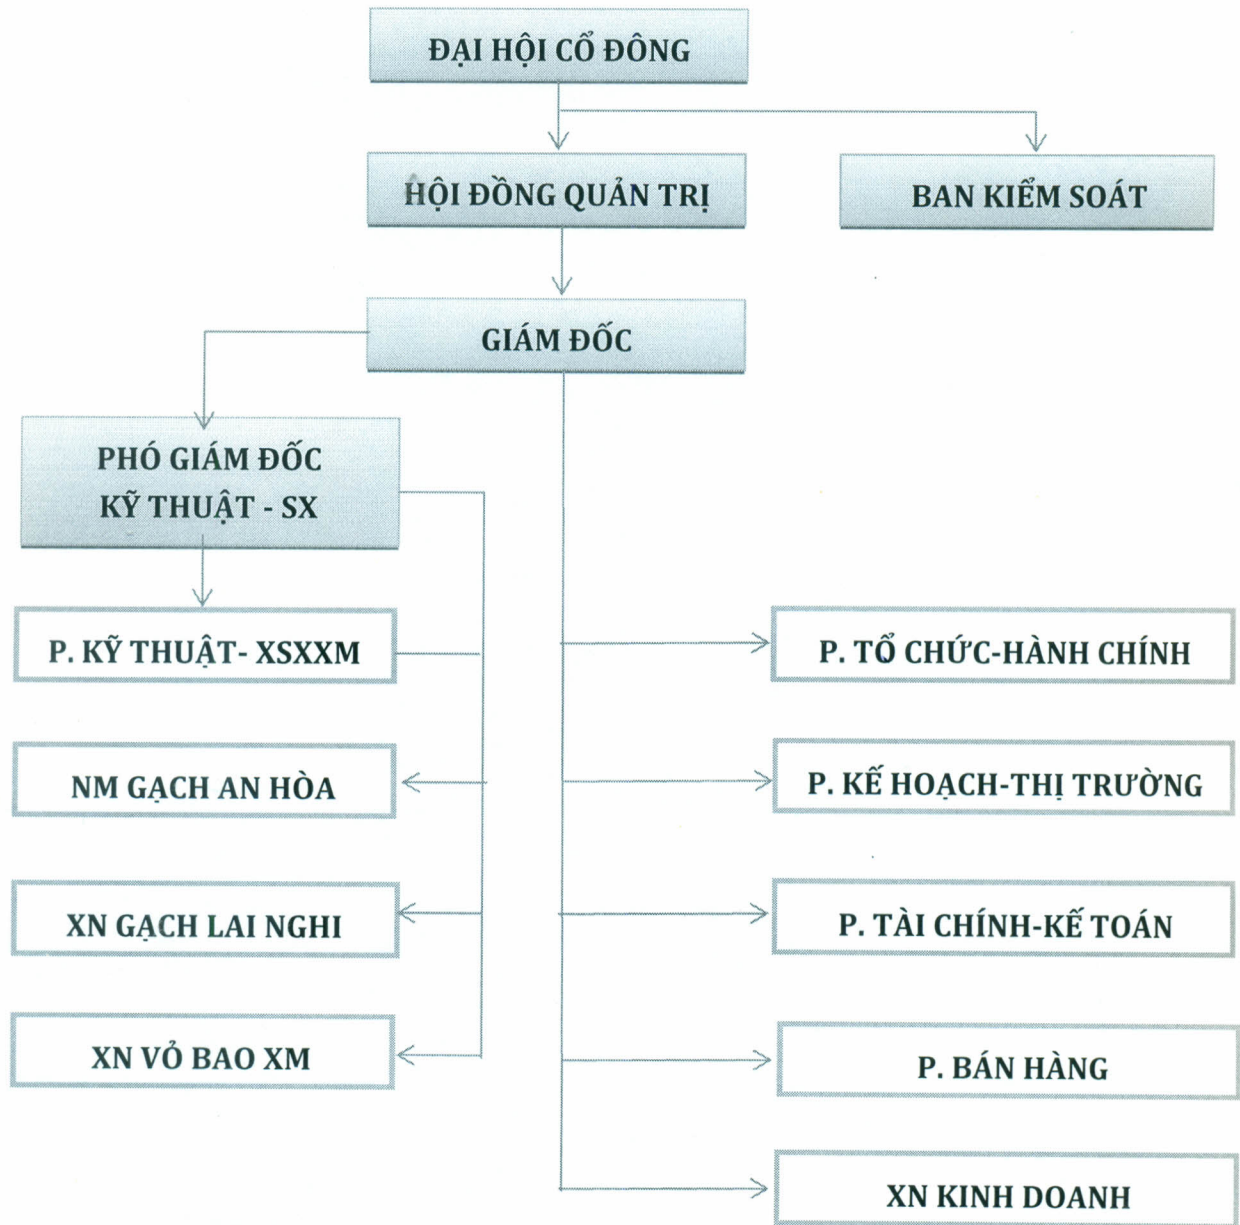 ĐẠI HỘI CỔ ĐÔNG
HỘI ĐỒNG QUẢN TRỊ
BAN KIỂM SOÁT
GIÁM ĐỐC
PHÓ GIÁM ĐỐC
KỸ THUẬT - SX
P. KỸ THUẬT- XSXXM
P. TỔ CHỨC-HÀNH CHÍNH
NM GẠCH AN HÒA
P. KẾ HOẠCH-THỊ TRƯỜNG
XN GẠCH LAI NGHI
P. TÀI CHÍNH-KẾ TOÁN
XN VỎ BAO XM
P. BÁN HÀNG
XN KINH DOANH